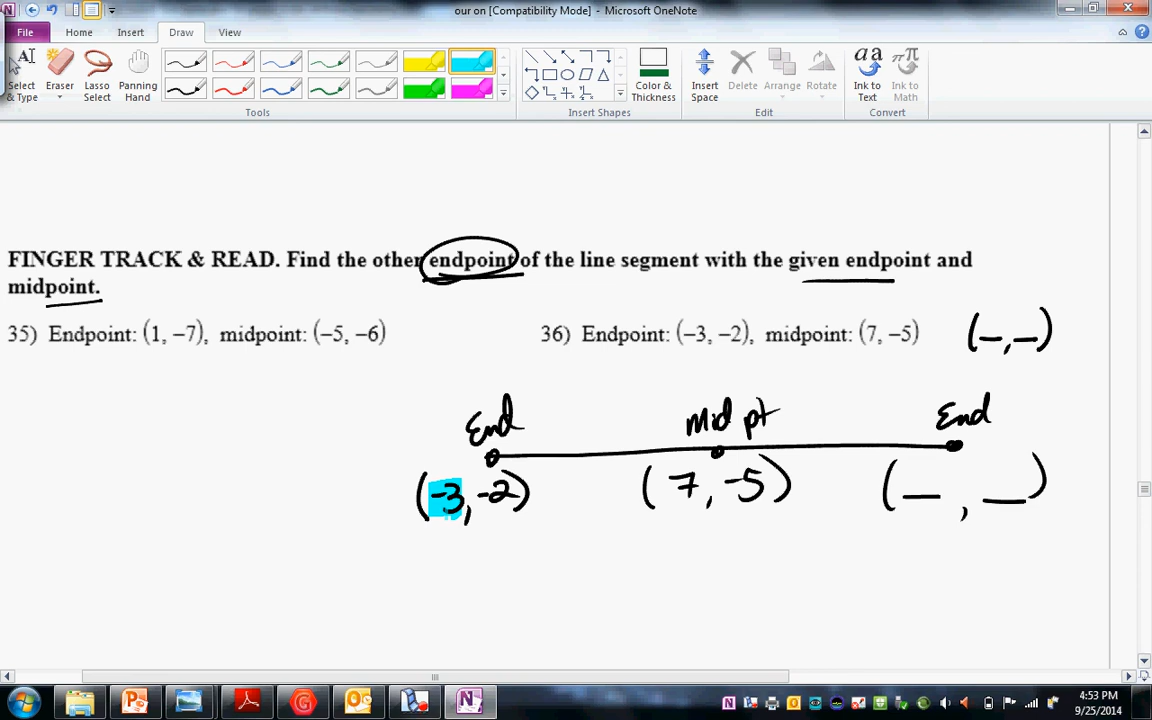 our on [Compatibility Mode] - Microsoft OneNote
File Home Insert Draw View
Select & Type Eraser Lasso Select Panning Hand Color & Thickness Insert Space Delete Arrange Rotate Ink to Text Ink to Math
Tools Insert Shapes Edit Convert
FINGER TRACK & READ. Find the other endpoint of the line segment with the given endpoint and
midpoint.
35) Endpoint: (1, −7), midpoint: (−5, −6) 36) Endpoint: (−3, −2), midpoint: (7, −5) (_,_)
End Mid pt End
(-3, -2) (7, -5) (_ , _)
4:53 PM
9/25/2014